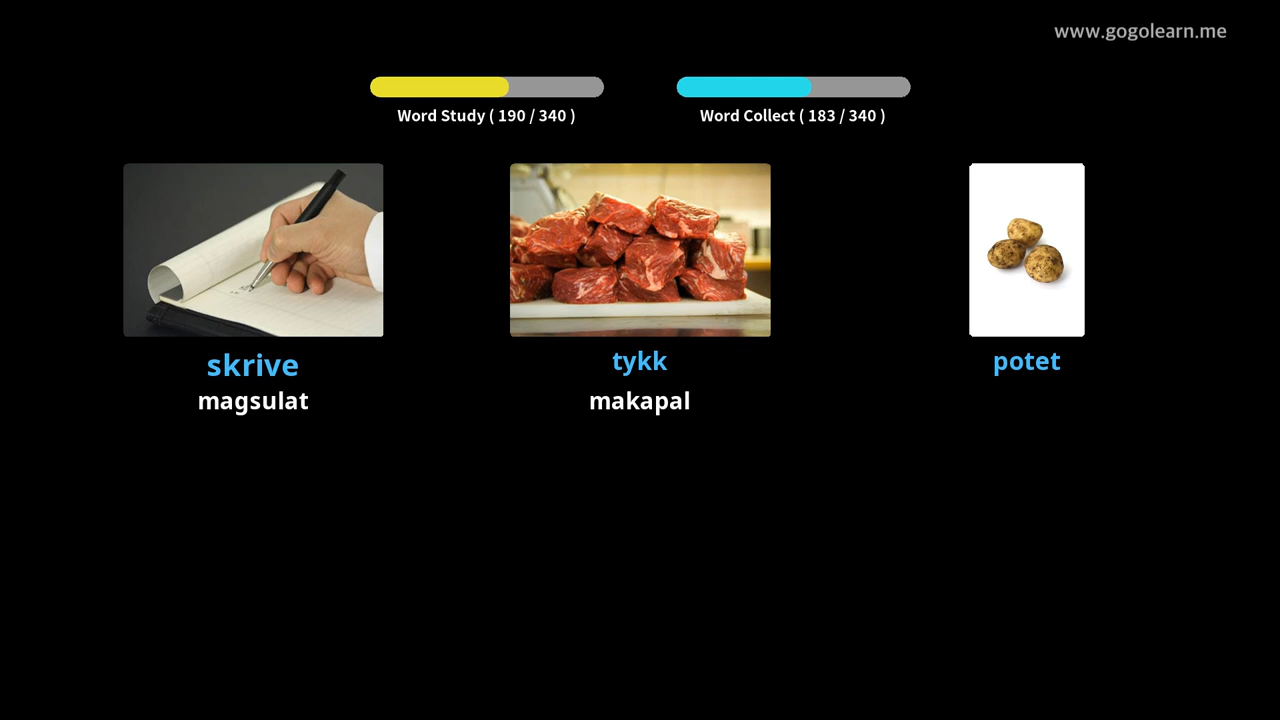 www.gogolearn.me
Word Study ( 190 / 340 )
Word Collect ( 183 / 340 )
skrive
magsulat
tykk
makapal
potet